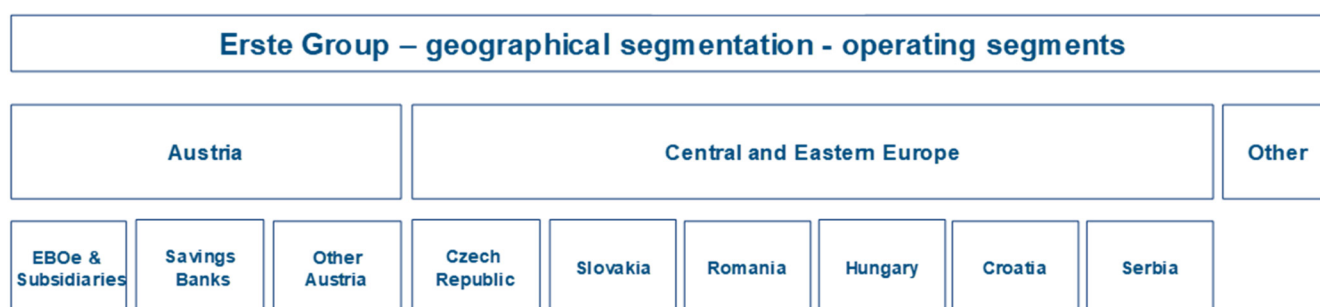 Erste Group – geographical segmentation - operating segments
Austria
Central and Eastern Europe
Other
EBOe &
Subsidiaries
Savings
Banks
Other
Austria
Czech
Republic
Slovakia
Romania
Hungary
Croatia
Serbia